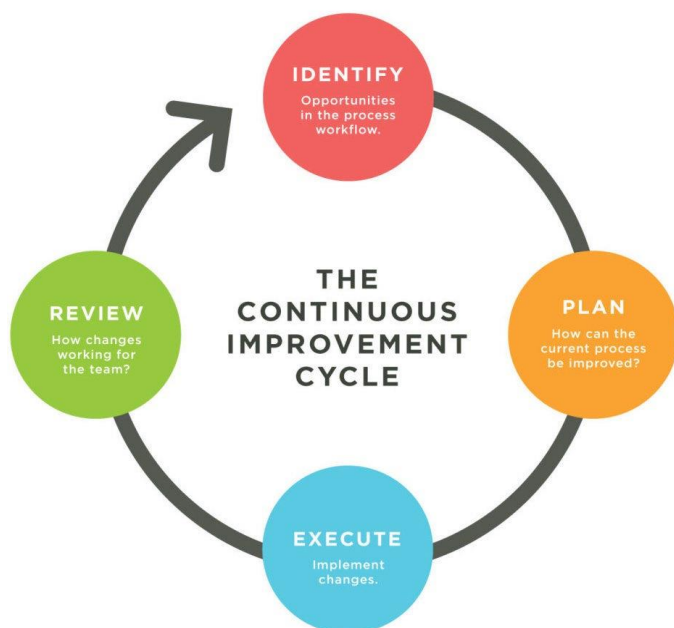 IDENTIFY
Opportunities
in the process
workflow.
THE
CONTINUOUS
IMPROVEMENT
CYCLE
PLAN
How can the
current process
be improved?
EXECUTE
Implement
changes.
REVIEW
How changes
working for
the team?